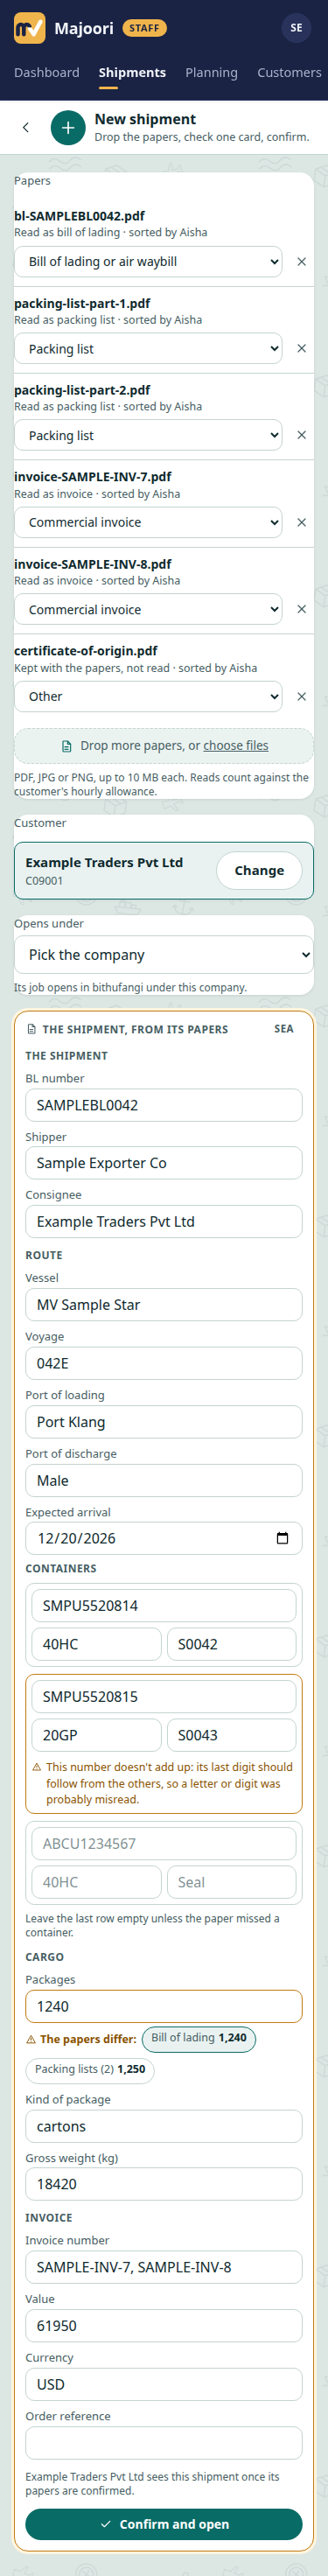 Majoori STAFF SE
Dashboard Shipments Planning Customers
New shipment
Drop the papers, check one card, confirm.
Papers
bl-SAMPLEBL0042.pdf
Read as bill of lading · sorted by Aisha
Bill of lading or air waybill
packing-list-part-1.pdf
Read as packing list · sorted by Aisha
Packing list
packing-list-part-2.pdf
Read as packing list · sorted by Aisha
Packing list
invoice-SAMPLE-INV-7.pdf
Read as invoice · sorted by Aisha
Commercial invoice
invoice-SAMPLE-INV-8.pdf
Read as invoice · sorted by Aisha
Commercial invoice
certificate-of-origin.pdf
Kept with the papers, not read · sorted by Aisha
Other
Drop more papers, or choose files
PDF, JPG or PNG, up to 10 MB each. Reads count against the
customer's hourly allowance.
Customer
Example Traders Pvt Ltd
C09001
Change
Opens under
Pick the company
Its job opens in bithufangi under this company.
THE SHIPMENT, FROM ITS PAPERS SEA
THE SHIPMENT
BL number
SAMPLEBL0042
Shipper
Sample Exporter Co
Consignee
Example Traders Pvt Ltd
ROUTE
Vessel
MV Sample Star
Voyage
042E
Port of loading
Port Klang
Port of discharge
Male
Expected arrival
12/20/2026
CONTAINERS
SMPU5520814
40HC S0042
SMPU5520815
20GP S0043
This number doesn't add up: its last digit should
follow from the others, so a letter or digit was
probably misread.
ABCU1234567
40HC Seal
Leave the last row empty unless the paper missed a
container.
CARGO
Packages
1240
The papers differ: Bill of lading 1,240
Packing lists (2) 1,250
Kind of package
cartons
Gross weight (kg)
18420
INVOICE
Invoice number
SAMPLE-INV-7, SAMPLE-INV-8
Value
61950
Currency
USD
Order reference
Example Traders Pvt Ltd sees this shipment once its
papers are confirmed.
Confirm and open